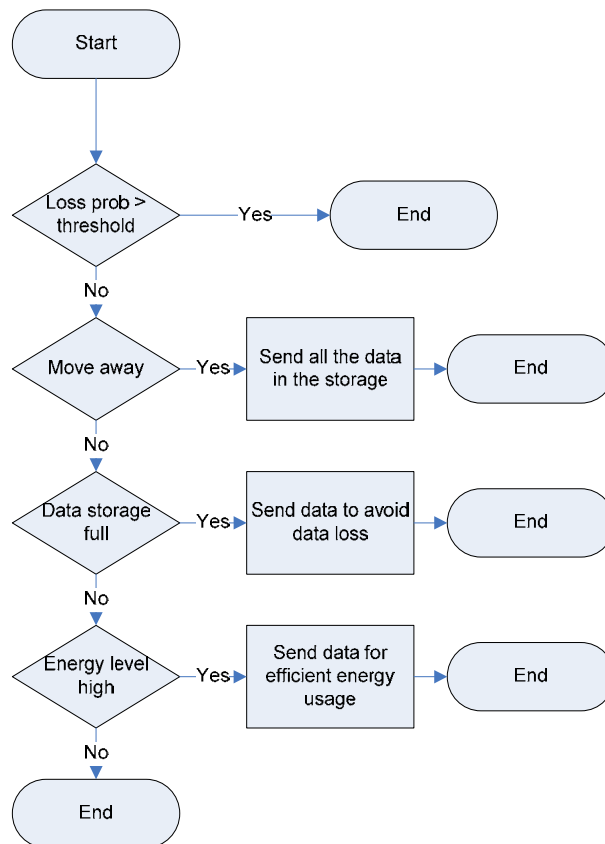 Start
Loss prob >
threshold
Yes
End
No
Move away
Yes
Send all the data
in the storage
End
No
Data storage
full
Yes
Send data to avoid
data loss
End
No
Energy level
high
Yes
Send data for
efficient energy
usage
End
No
End